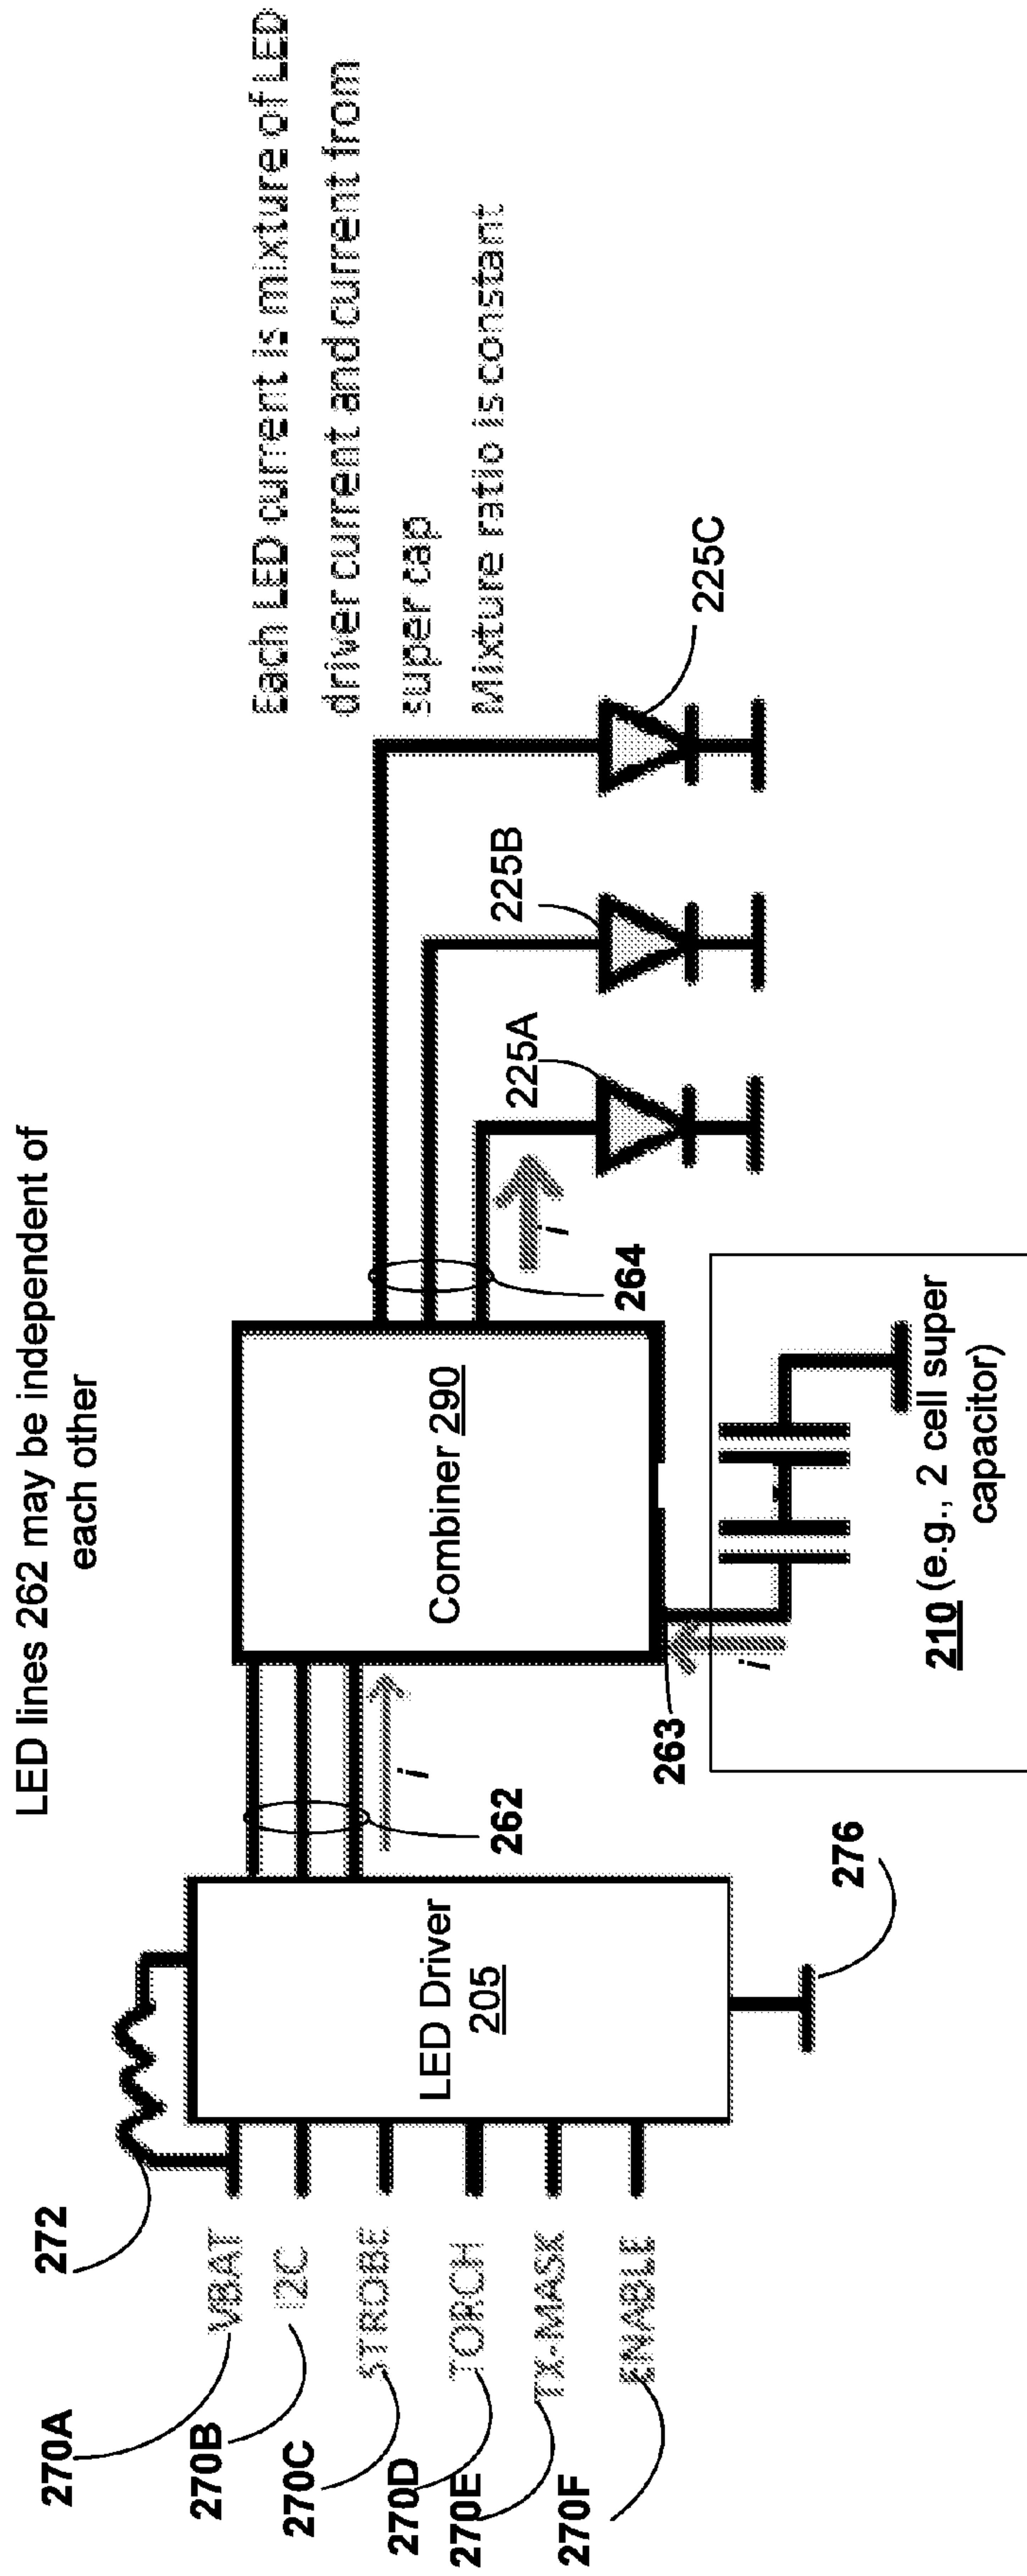 LED lines 262 may be independent of
each other
Each LED current is mixture of LED
driver current and current from
super cap
Mixture ratio is constant
272
270A
VBAT
270B
I2C
270C
STROBE
270D
TORCH
270E
TX-MASK
270F
ENABLE
LED Driver
205
276
262
i
Combiner 290
263
i
264
i
225A
225B
225C
210 (e.g., 2 cell super
capacitor)